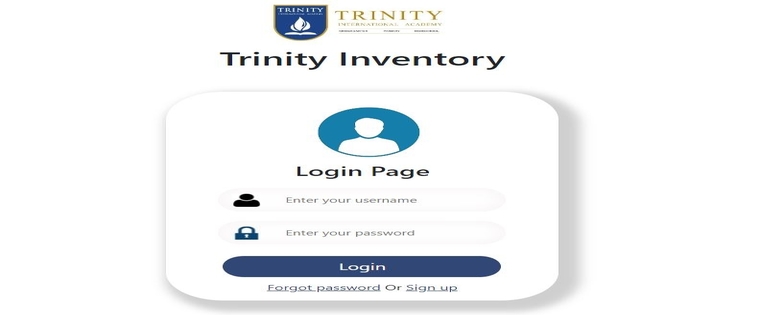 TRINITY
TRINITY
INTERNATIONAL ACADEMY
Trinity Inventory
Login Page
Enter your username
Enter your password
Login
Forgot password Or Sign up